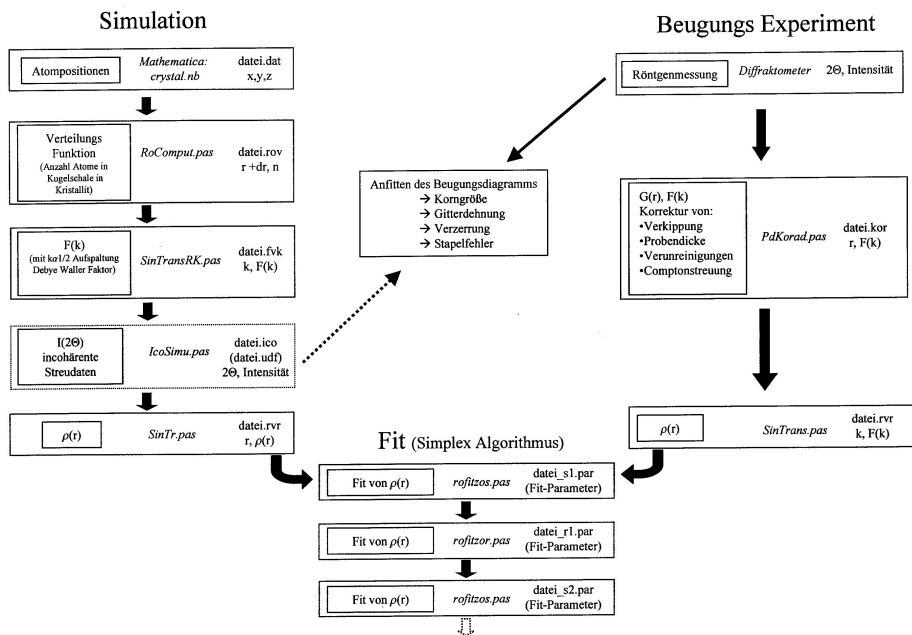 Simulation
Atompositionen
Mathematica:
crystal.nb
datei.dat
x,y,z
Verteilungs
Funktion
(Anzahl Atome in
Kugelschale in
Kristallit)
RoComput.pas
datei.rov
r +dr, n
F(k)
(mit kα1/2 Aufspaltung
Debye Waller Faktor)
SinTransRK.pas
datei.fvk
k, F(k)
I(2Θ)
incohärente
Streudaten
IcoSimu.pas
datei.ico
(datei.udf)
2Θ, Intensität
ρ(r)
SinTr.pas
datei.rvr
r, ρ(r)
Anfitten des Beugungsdiagramms
→ Korngröße
→ Gitterdehnung
→ Verzerrung
→ Stapelfehler
Beugungs Experiment
Röntgenmessung
Diffraktometer
2Θ, Intensität
G(r), F(k)
Korrektur von:
•Verkippung
•Probendicke
•Verunreinigungen
•Comptonstreuung
PdKorad.pas
datei.kor
r, F(k)
ρ(r)
SinTrans.pas
datei.rvr
k, F(k)
Fit (Simplex Algorithmus)
Fit von ρ(r)
rofitzos.pas
datei_s1.par
(Fit-Parameter)
Fit von ρ(r)
rofitzor.pas
datei_r1.par
(Fit-Parameter)
Fit von ρ(r)
rofitzos.pas
datei_s2.par
(Fit-Parameter)